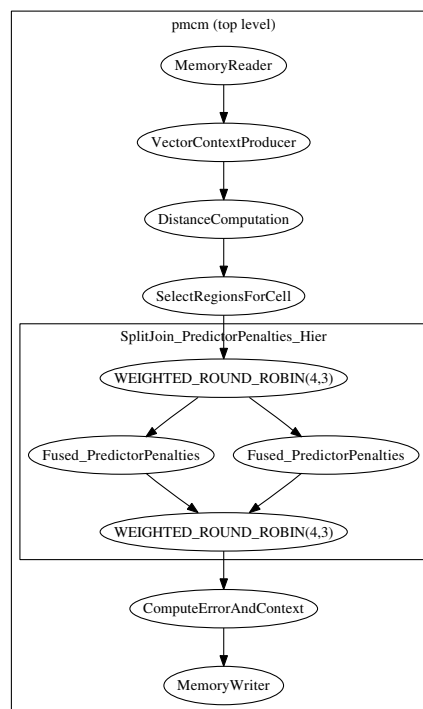 pmcm (top level)
MemoryReader
VectorContextProducer
DistanceComputation
SelectRegionsForCell
SplitJoin_PredictorPenalties_Hier
WEIGHTED_ROUND_ROBIN(4,3)
Fused_PredictorPenalties Fused_PredictorPenalties
WEIGHTED_ROUND_ROBIN(4,3)
ComputeErrorAndContext
MemoryWriter